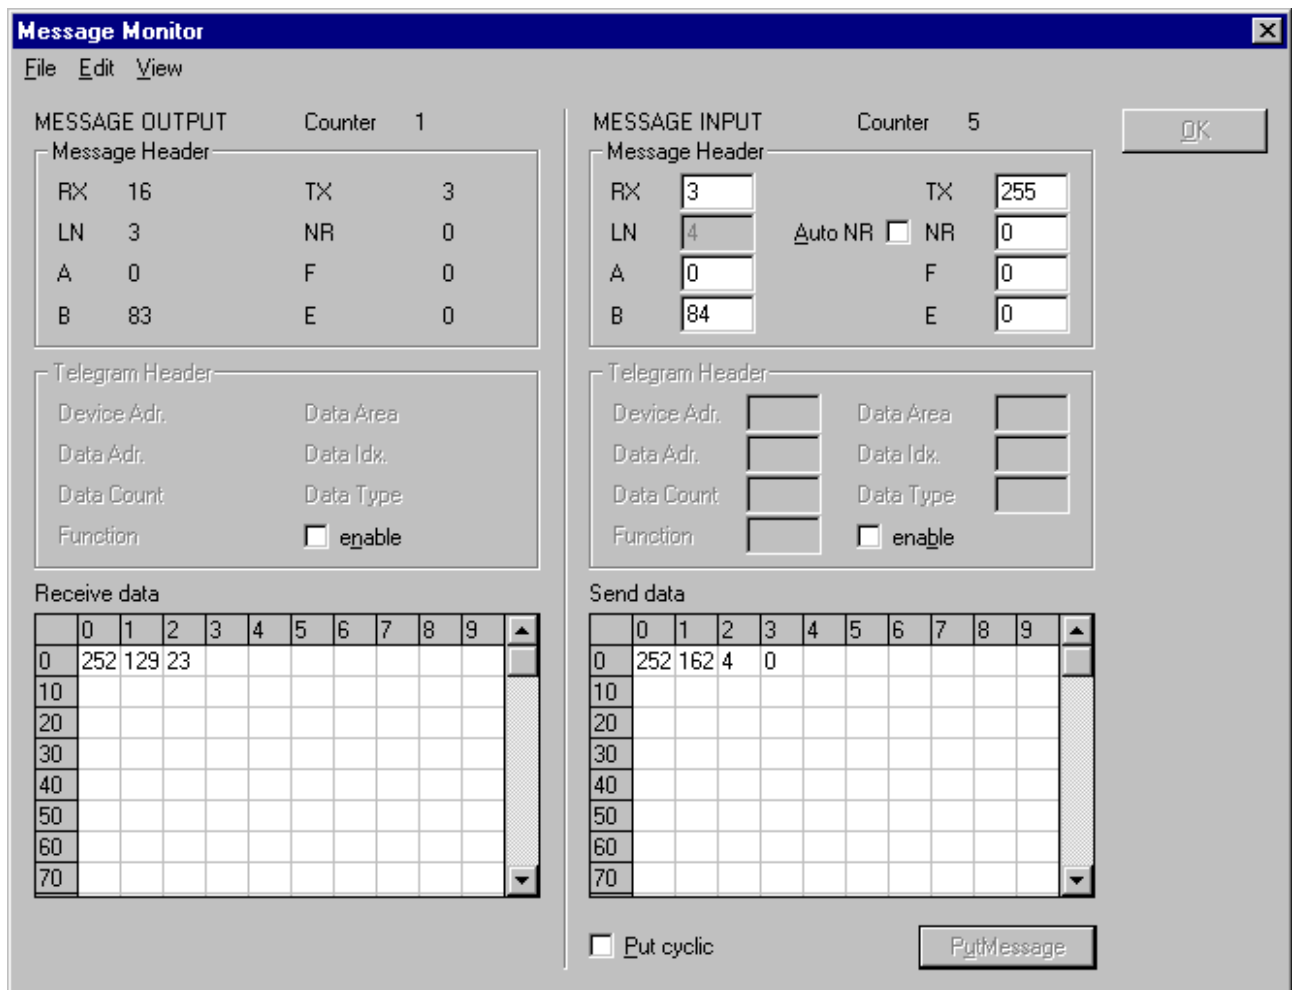 Message Monitor
File Edit View
MESSAGE OUTPUT Counter 1
Message Header
RX 16 TX 3
LN 3 NR 0
A 0 F 0
B 83 E 0
Telegram Header
Device Adr. Data Area
Data Adr. Data Idx.
Data Count Data Type
Function enable
Receive data
0 1 2 3 4 5 6 7 8 9
0 252 129 23
10
20
30
40
50
60
70
MESSAGE INPUT Counter 5
Message Header
RX 3 TX 255
LN 4 Auto NR NR 0
A 0 F 0
B 84 E 0
Telegram Header
Device Adr. Data Area
Data Adr. Data Idx.
Data Count Data Type
Function enable
Send data
0 1 2 3 4 5 6 7 8 9
0 252 162 4 0
10
20
30
40
50
60
70
Put cyclic PutMessage
OK